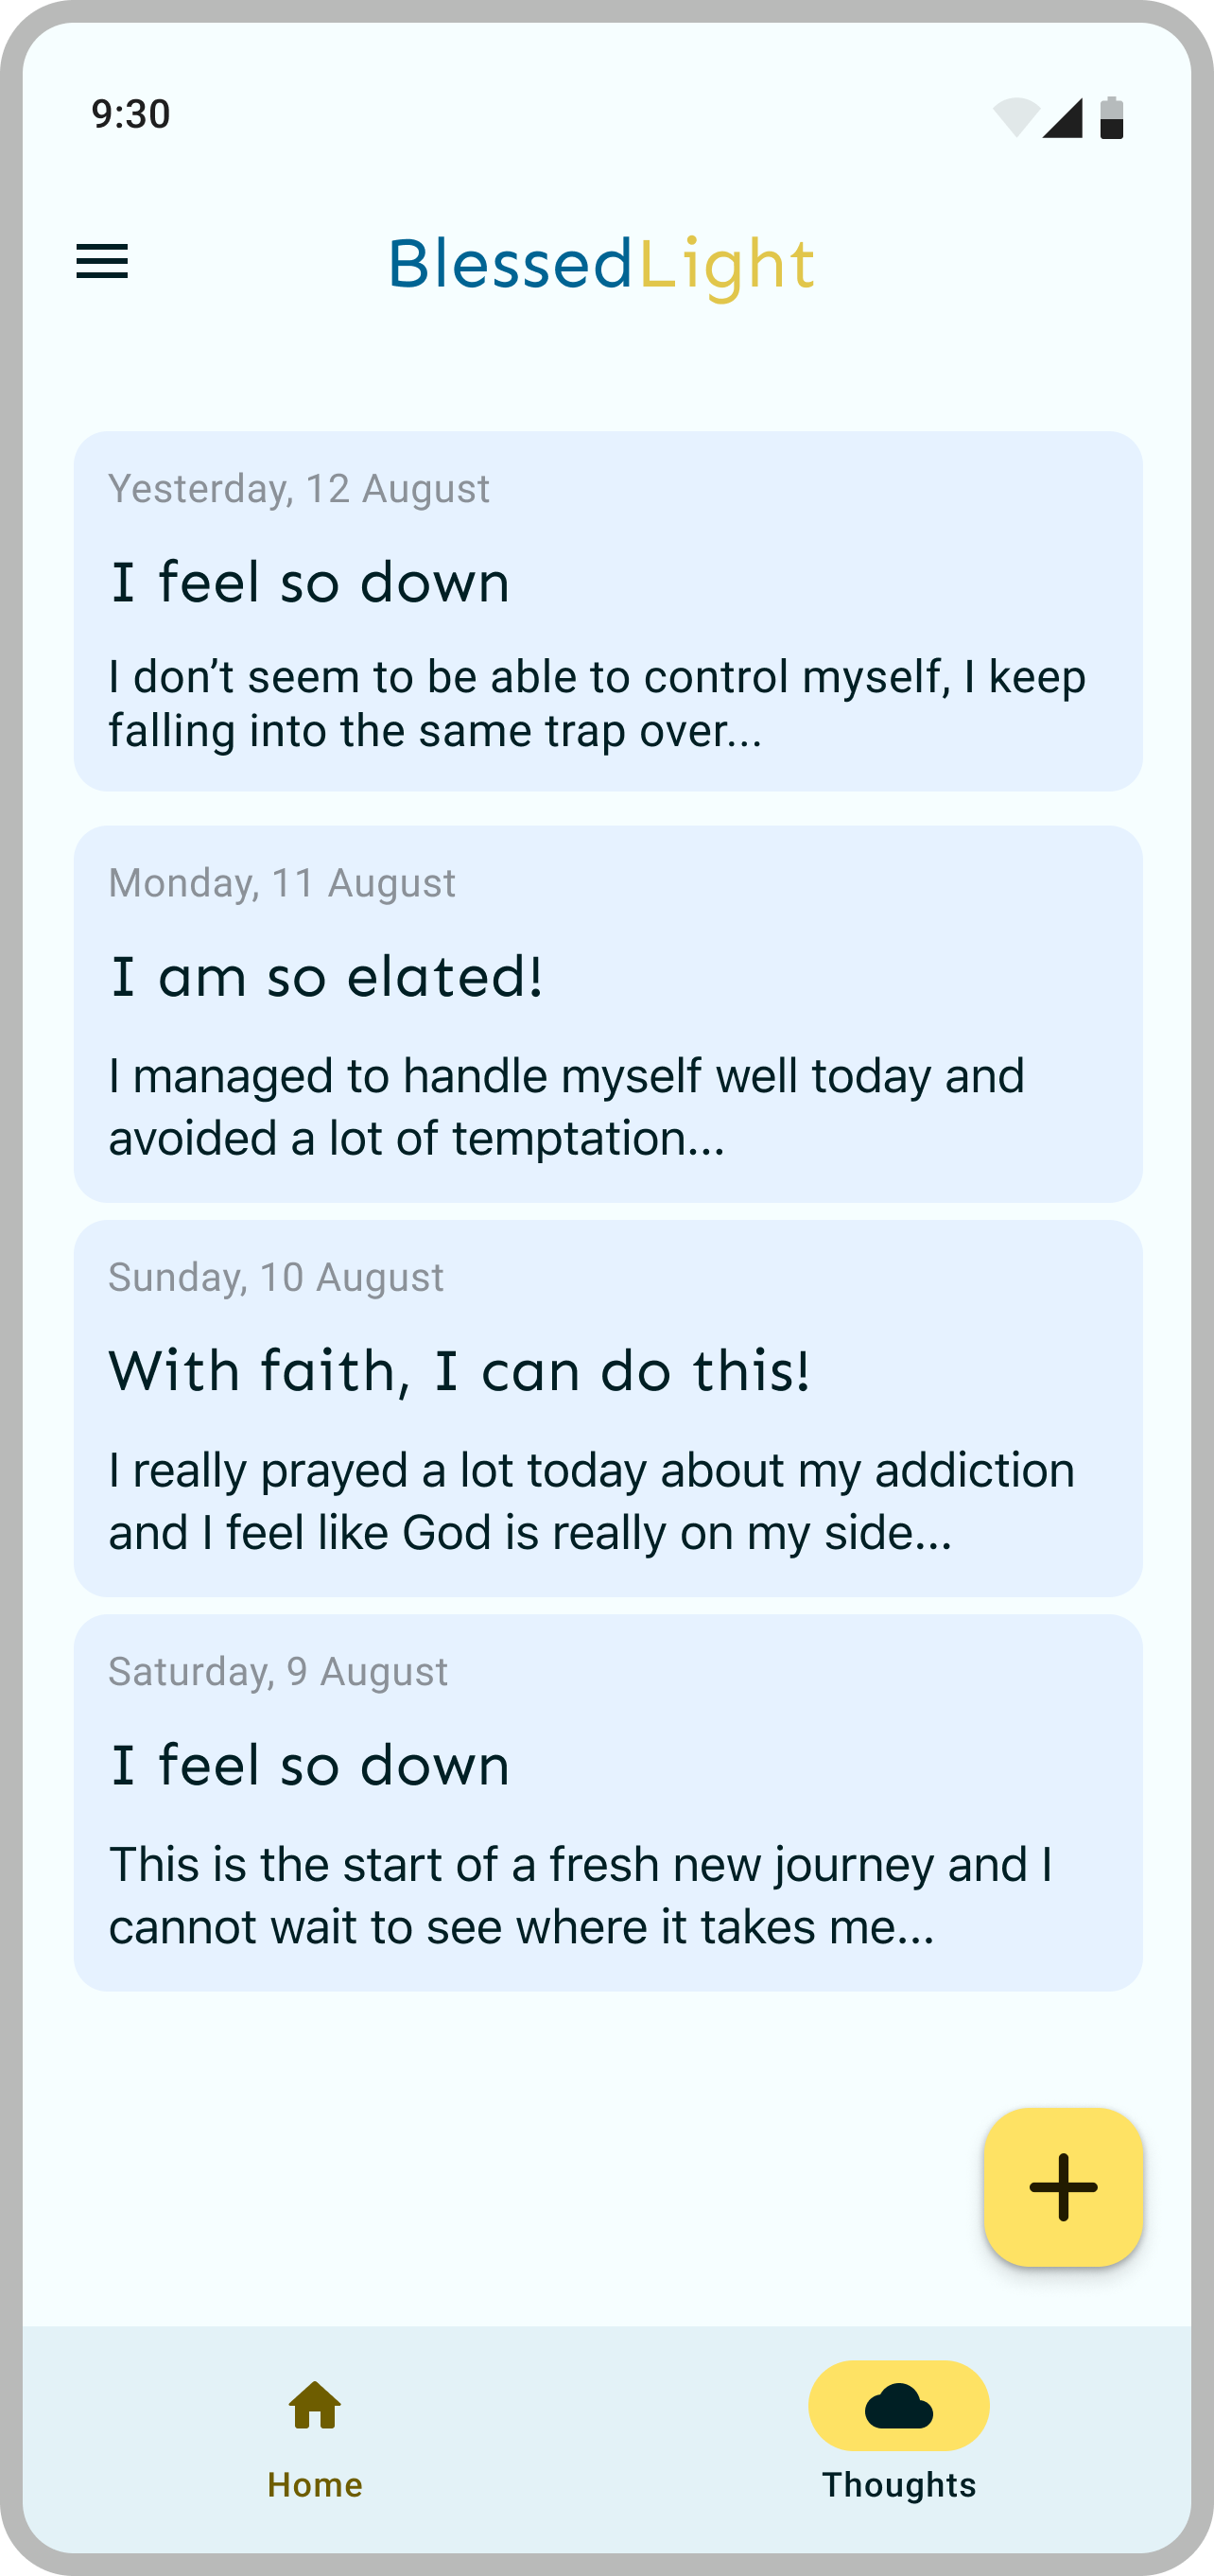 9:30
BlessedLight
Yesterday, 12 August
I feel so down
I don’t seem to be able to control myself, I keep
falling into the same trap over...
Monday, 11 August
I am so elated!
I managed to handle myself well today and
avoided a lot of temptation...
Sunday, 10 August
With faith, I can do this!
I really prayed a lot today about my addiction
and I feel like God is really on my side...
Saturday, 9 August
I feel so down
This is the start of a fresh new journey and I
cannot wait to see where it takes me...
Home
Thoughts